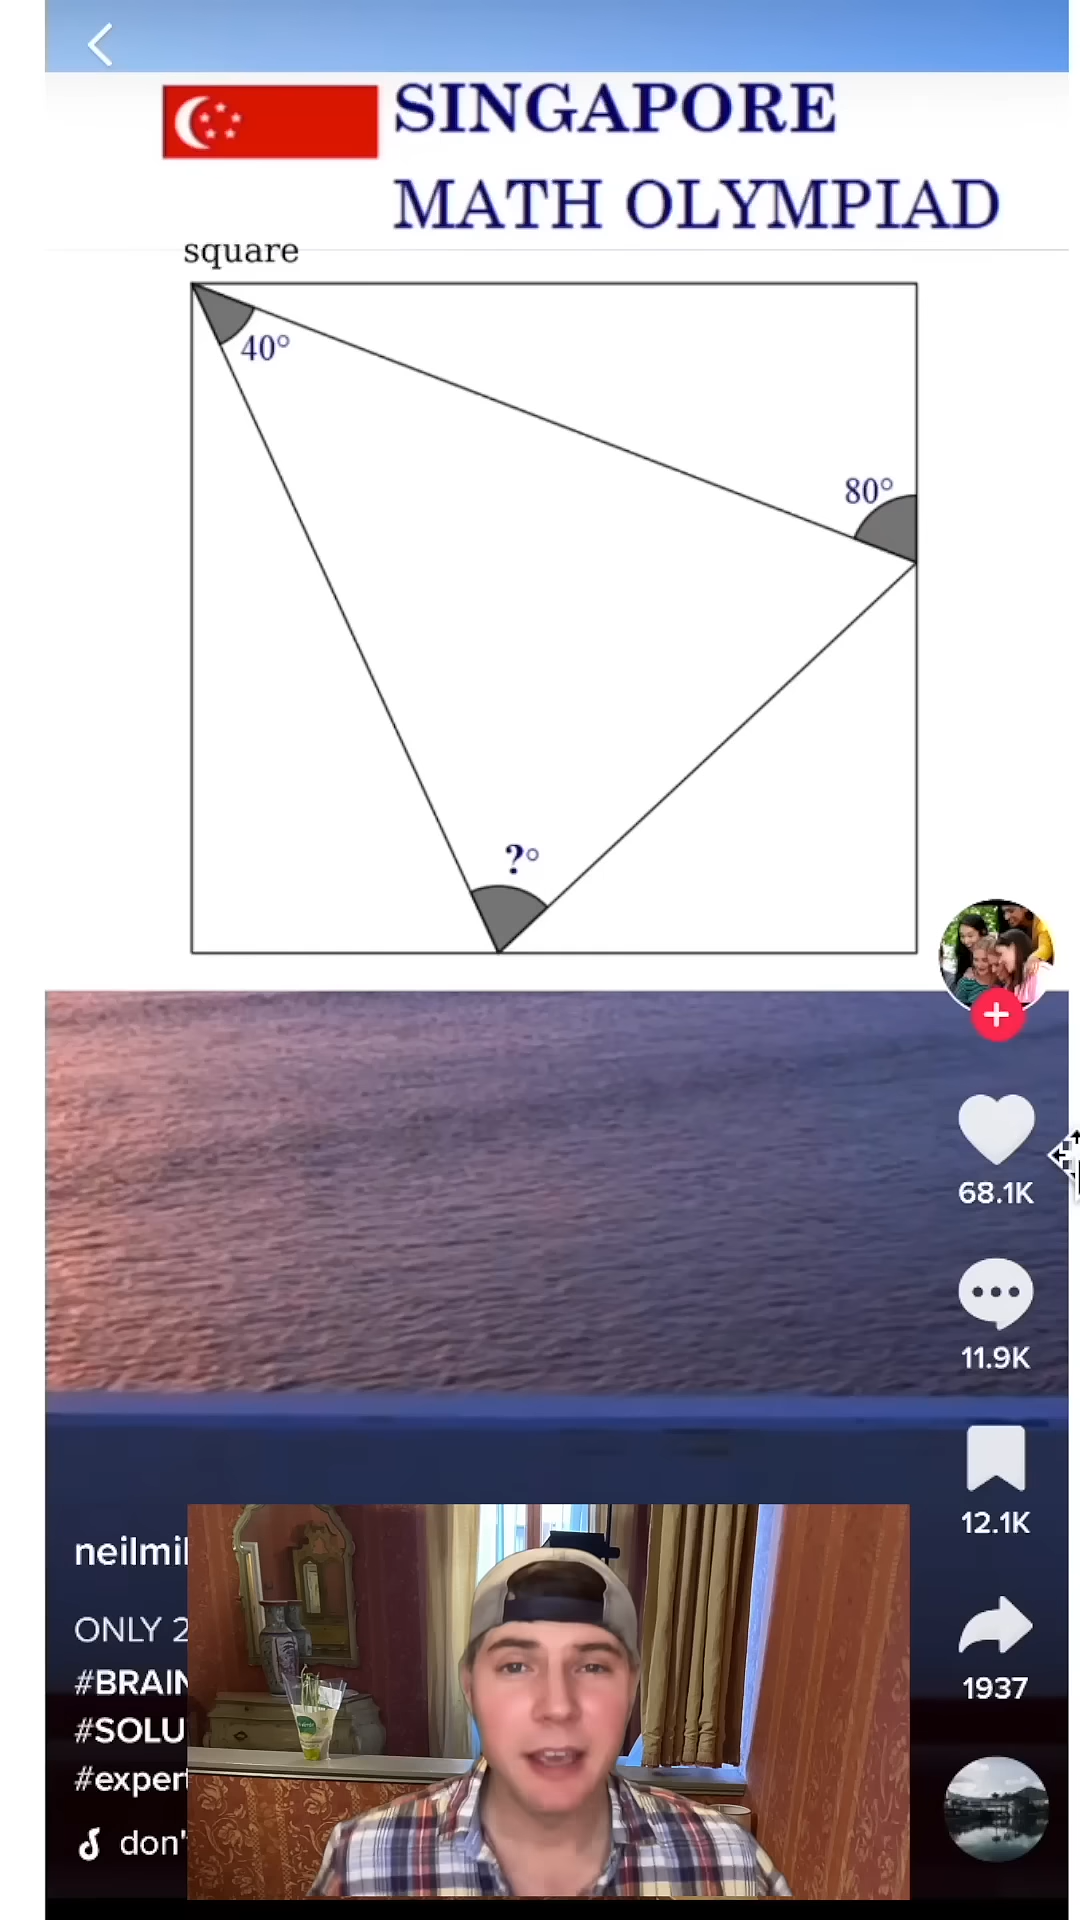 SINGAPORE
MATH OLYMPIAD
square
40°
80°
?°
68.1K
11.9K
12.1K
1937
neilmil
ONLY 2
#BRAIN
#SOLU
#exper
don'